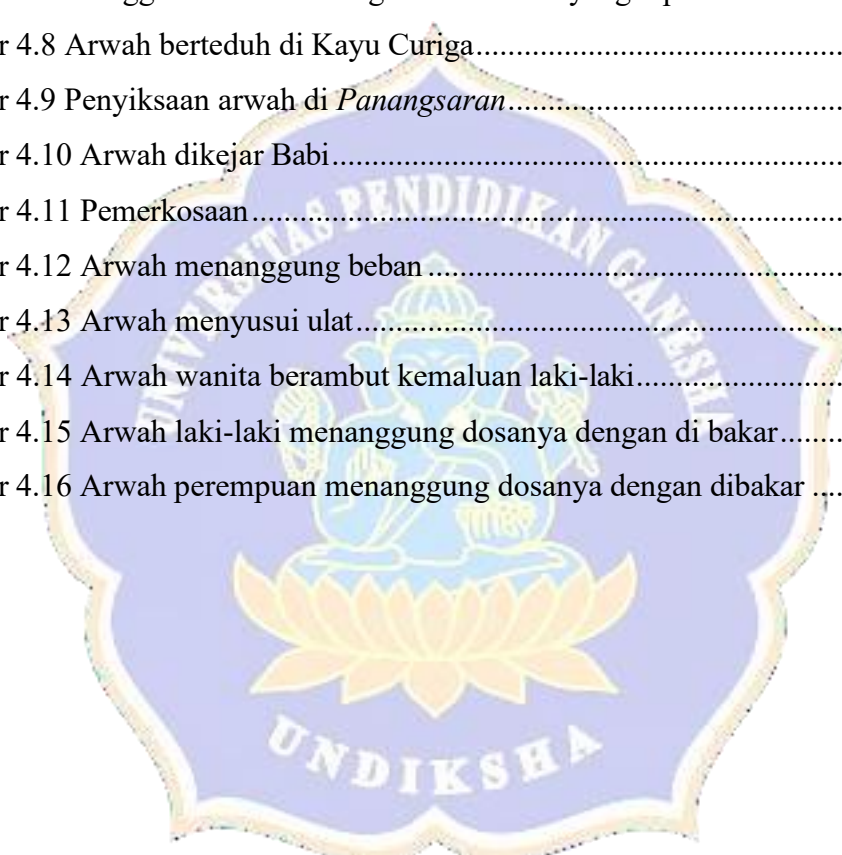 r 4.8 Arwah berteduh di Kayu Curiga
r 4.9 Penyiksaan arwah di Panangsaran
r 4.10 Arwah dikejar Babi
r 4.11 Pemerkosaan
r 4.12 Arwah menanggung beban
r 4.13 Arwah menyusui ulat
r 4.14 Arwah wanita berambut kemaluan laki-laki
r 4.15 Arwah laki-laki menanggung dosanya dengan di bakar
r 4.16 Arwah perempuan menanggung dosanya dengan dibakar
UNIVERSITAS PENDIDIKAN GANESHA
UNDIKSHA